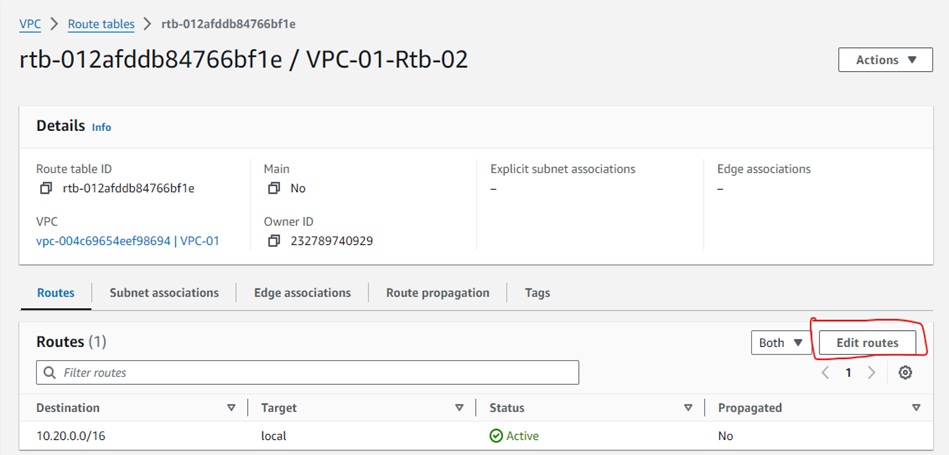 VPC > Route tables > rtb-012afddb84766bf1e
rtb-012afddb84766bf1e / VPC-01-Rtb-02
Actions
Details Info
Route table ID
rtb-012afddb84766bf1e
Main
No
Explicit subnet associations
–
Edge associations
–
VPC
vpc-004c69654eef98694 | VPC-01
Owner ID
232789740929
Routes Subnet associations Edge associations Route propagation Tags
Routes (1)
Both
Edit routes
Filter routes
1
Destination Target Status Propagated
10.20.0.0/16 local Active No